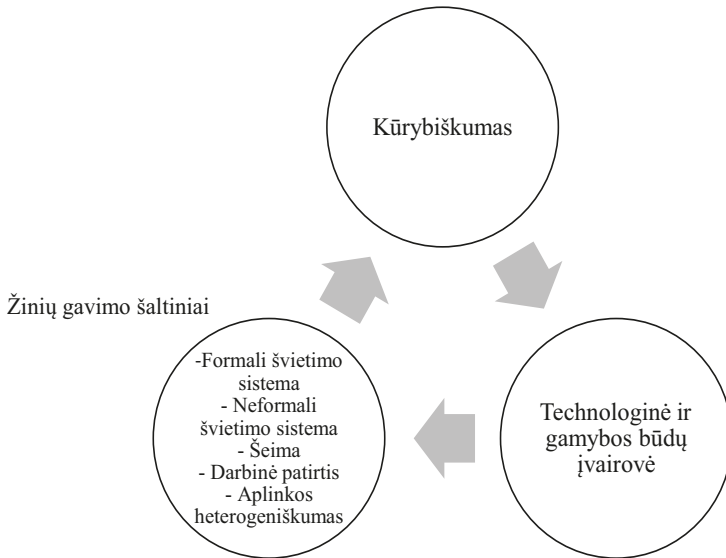 Kūrybiškumas
Žinių gavimo šaltiniai
-Formali švietimo
sistema
- Neformali
švietimo sistema
- Šeima
- Darbinė patirtis
- Aplinkos
heterogeniškumas
Technologinė ir
gamybos būdų
įvairovė